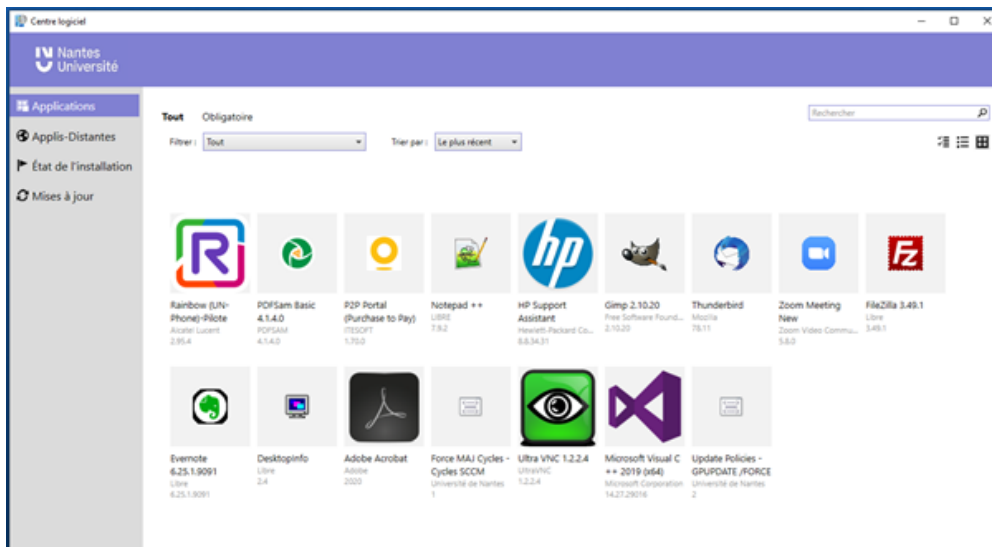 Centre logiciel
Nantes
Université
Applications
Applis-Distantes
État de l'installation
Mises à jour
Tout Obligatoire
Rechercher
Filtrer : Tout Trier par : Le plus récent
R
hp
Fz
Rainbow (UN-
Phone)-Pilote
Alcatel Lucent
2.95.4
PDFSam Basic
4.1.4.0
PDFSAM
4.1.4.0
P2P Portal
(Purchase to Pay)
ITESOFT
1.70.0
Notepad ++
LIBRE
7.9.2
HP Support
Assistant
Hewlett-Packard Co...
8.8.34.31
Gimp 2.10.20
Free Software Found...
2.10.20
Thunderbird
Mozilla
78.11
Zoom Meeting
New
Zoom Video Commu...
5.8.0
FileZilla 3.49.1
Libre
3.49.1
Evernote
6.25.1.9091
Libre
6.25.1.9091
DesktopInfo
Libre
2.4
Adobe Acrobat
Adobe
2020
Force MAJ Cycles -
Cycles SCCM
Université de Nantes
1
Ultra VNC 1.2.2.4
UltraVNC
1.2.2.4
Microsoft Visual C
++ 2019 (x64)
Microsoft Corporation
14.27.29016
Update Policies -
GPUPDATE /FORCE
Université de Nantes
2